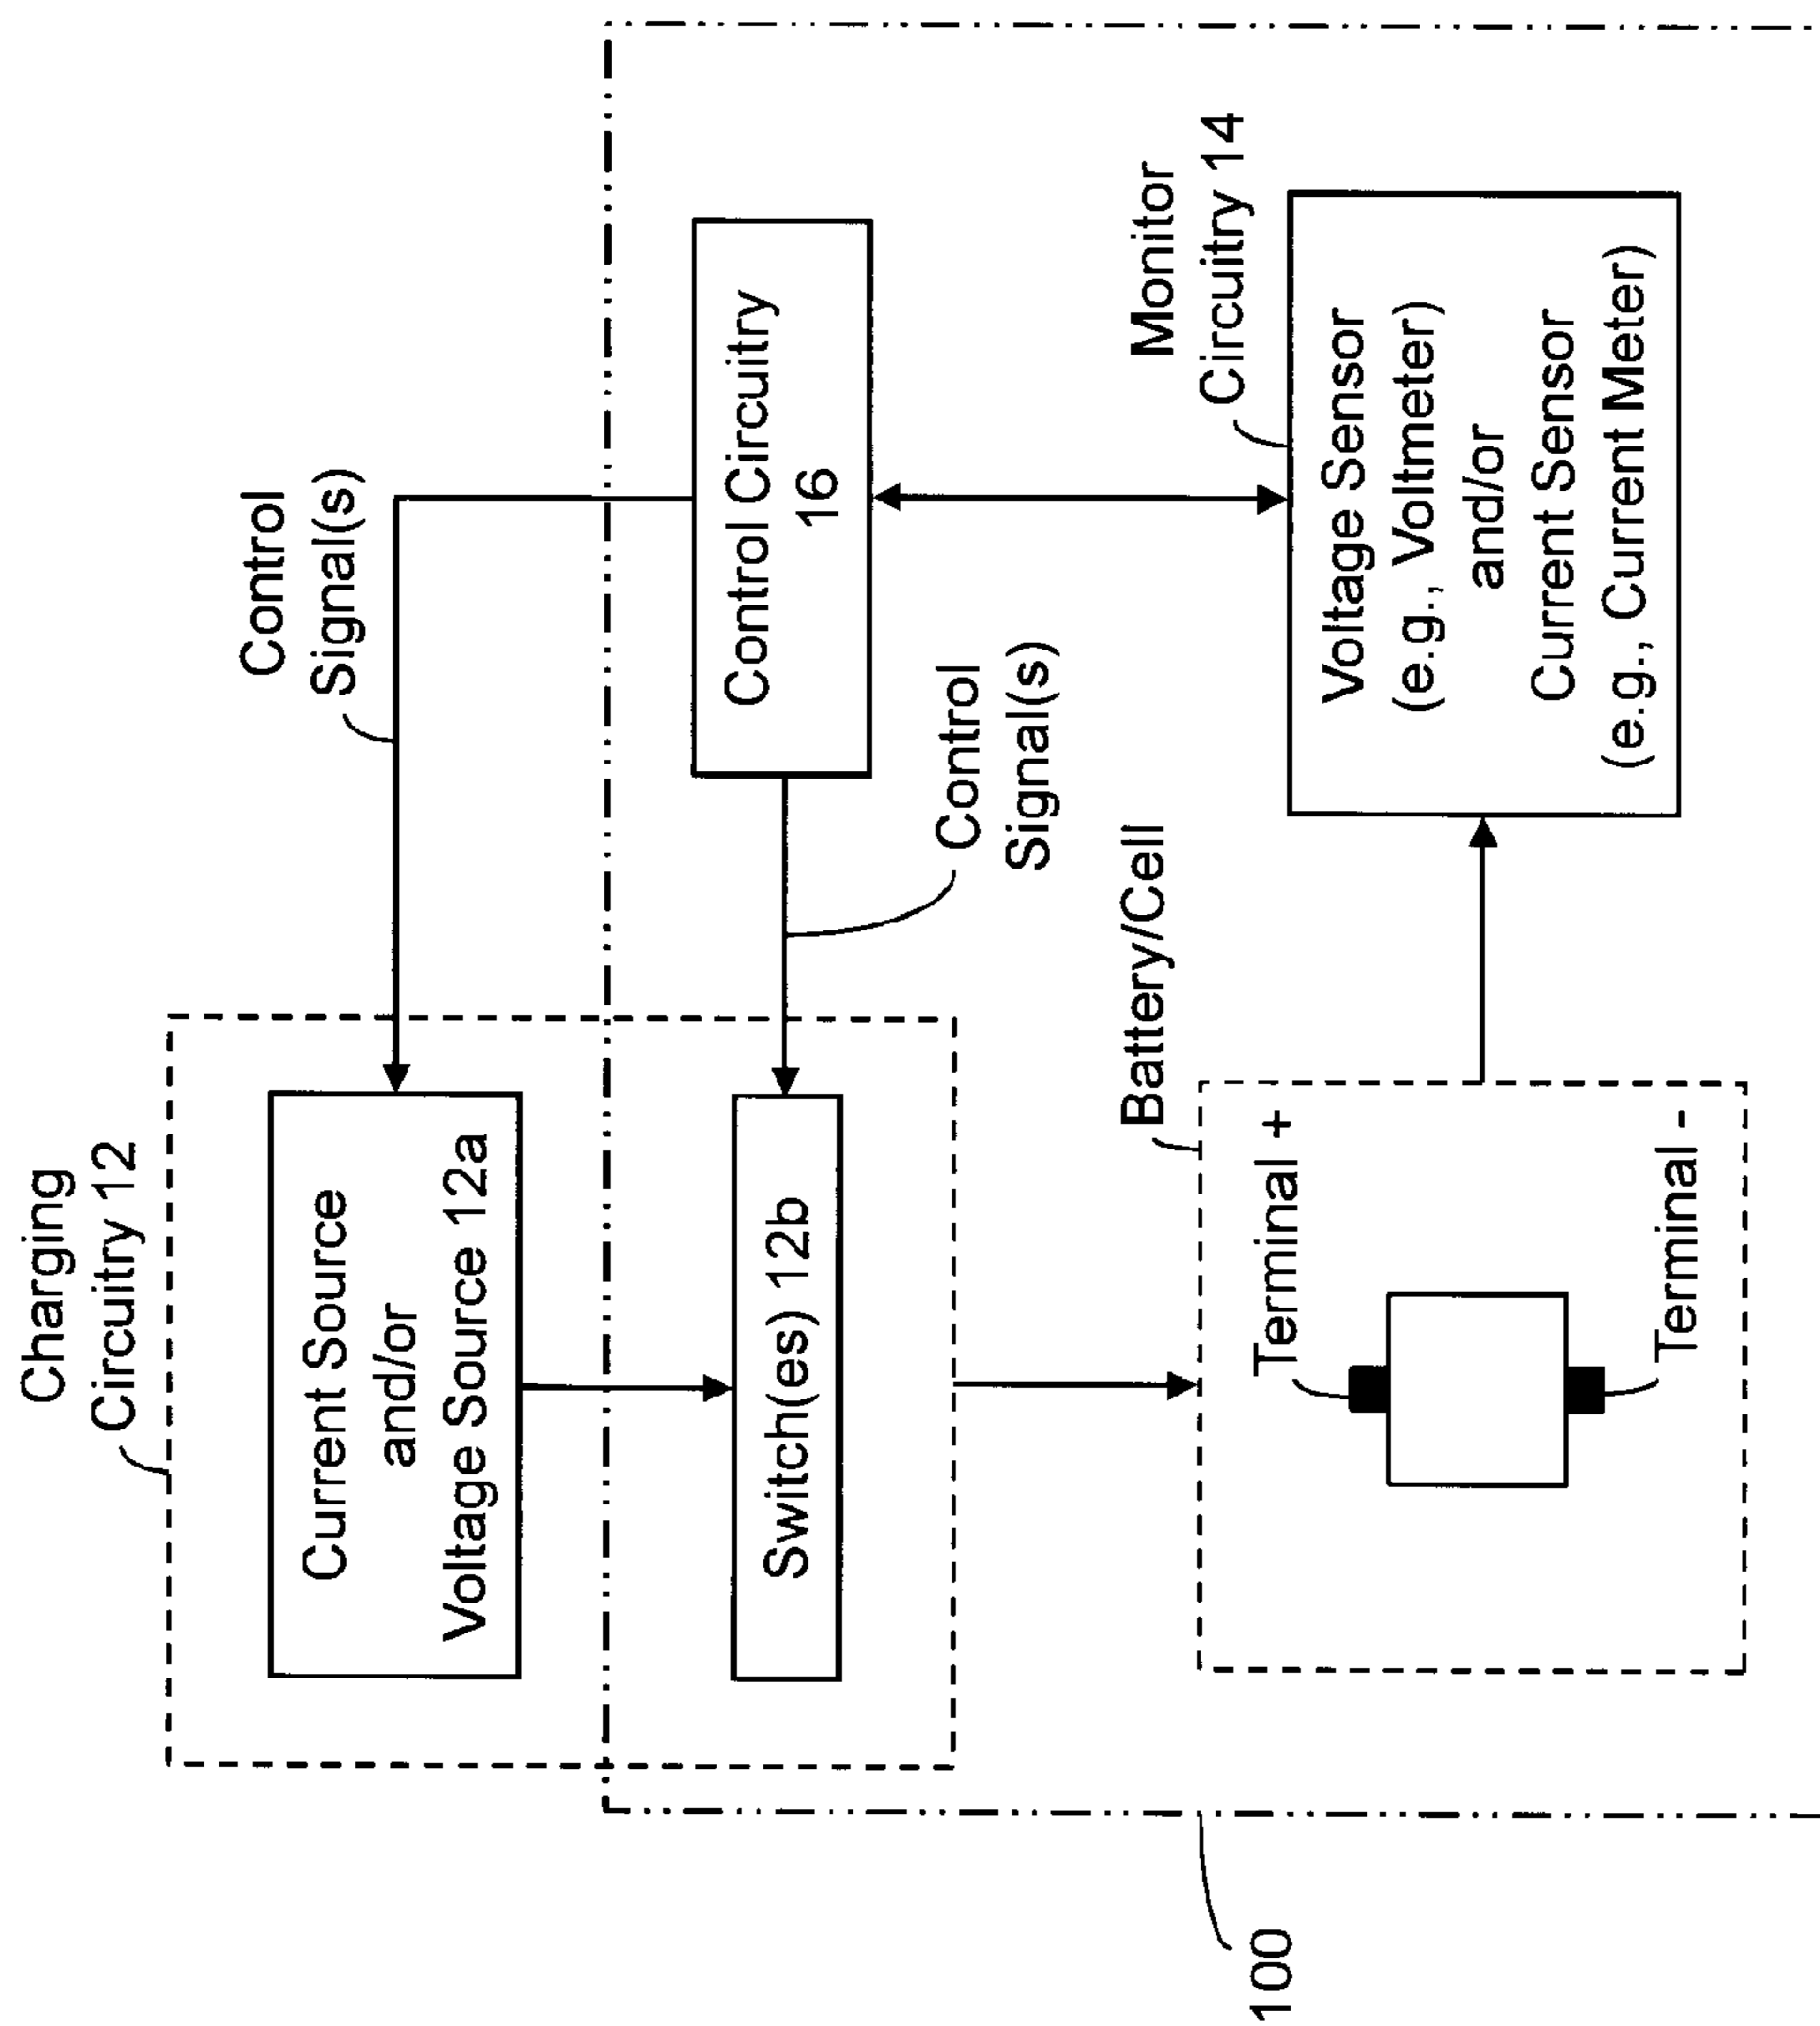 Charging
Circuitry 12
Current Source
and/or
Voltage Source 12a
Switch(es) 12b
Control
Signal(s)
Control
Signal(s)
Control Circuitry
16
Battery/Cell
Terminal +
Terminal -
Monitor
Circuitry 14
Voltage Sensor
(e.g., Voltmeter)
and/or
Current Sensor
(e.g., Current Meter)
100